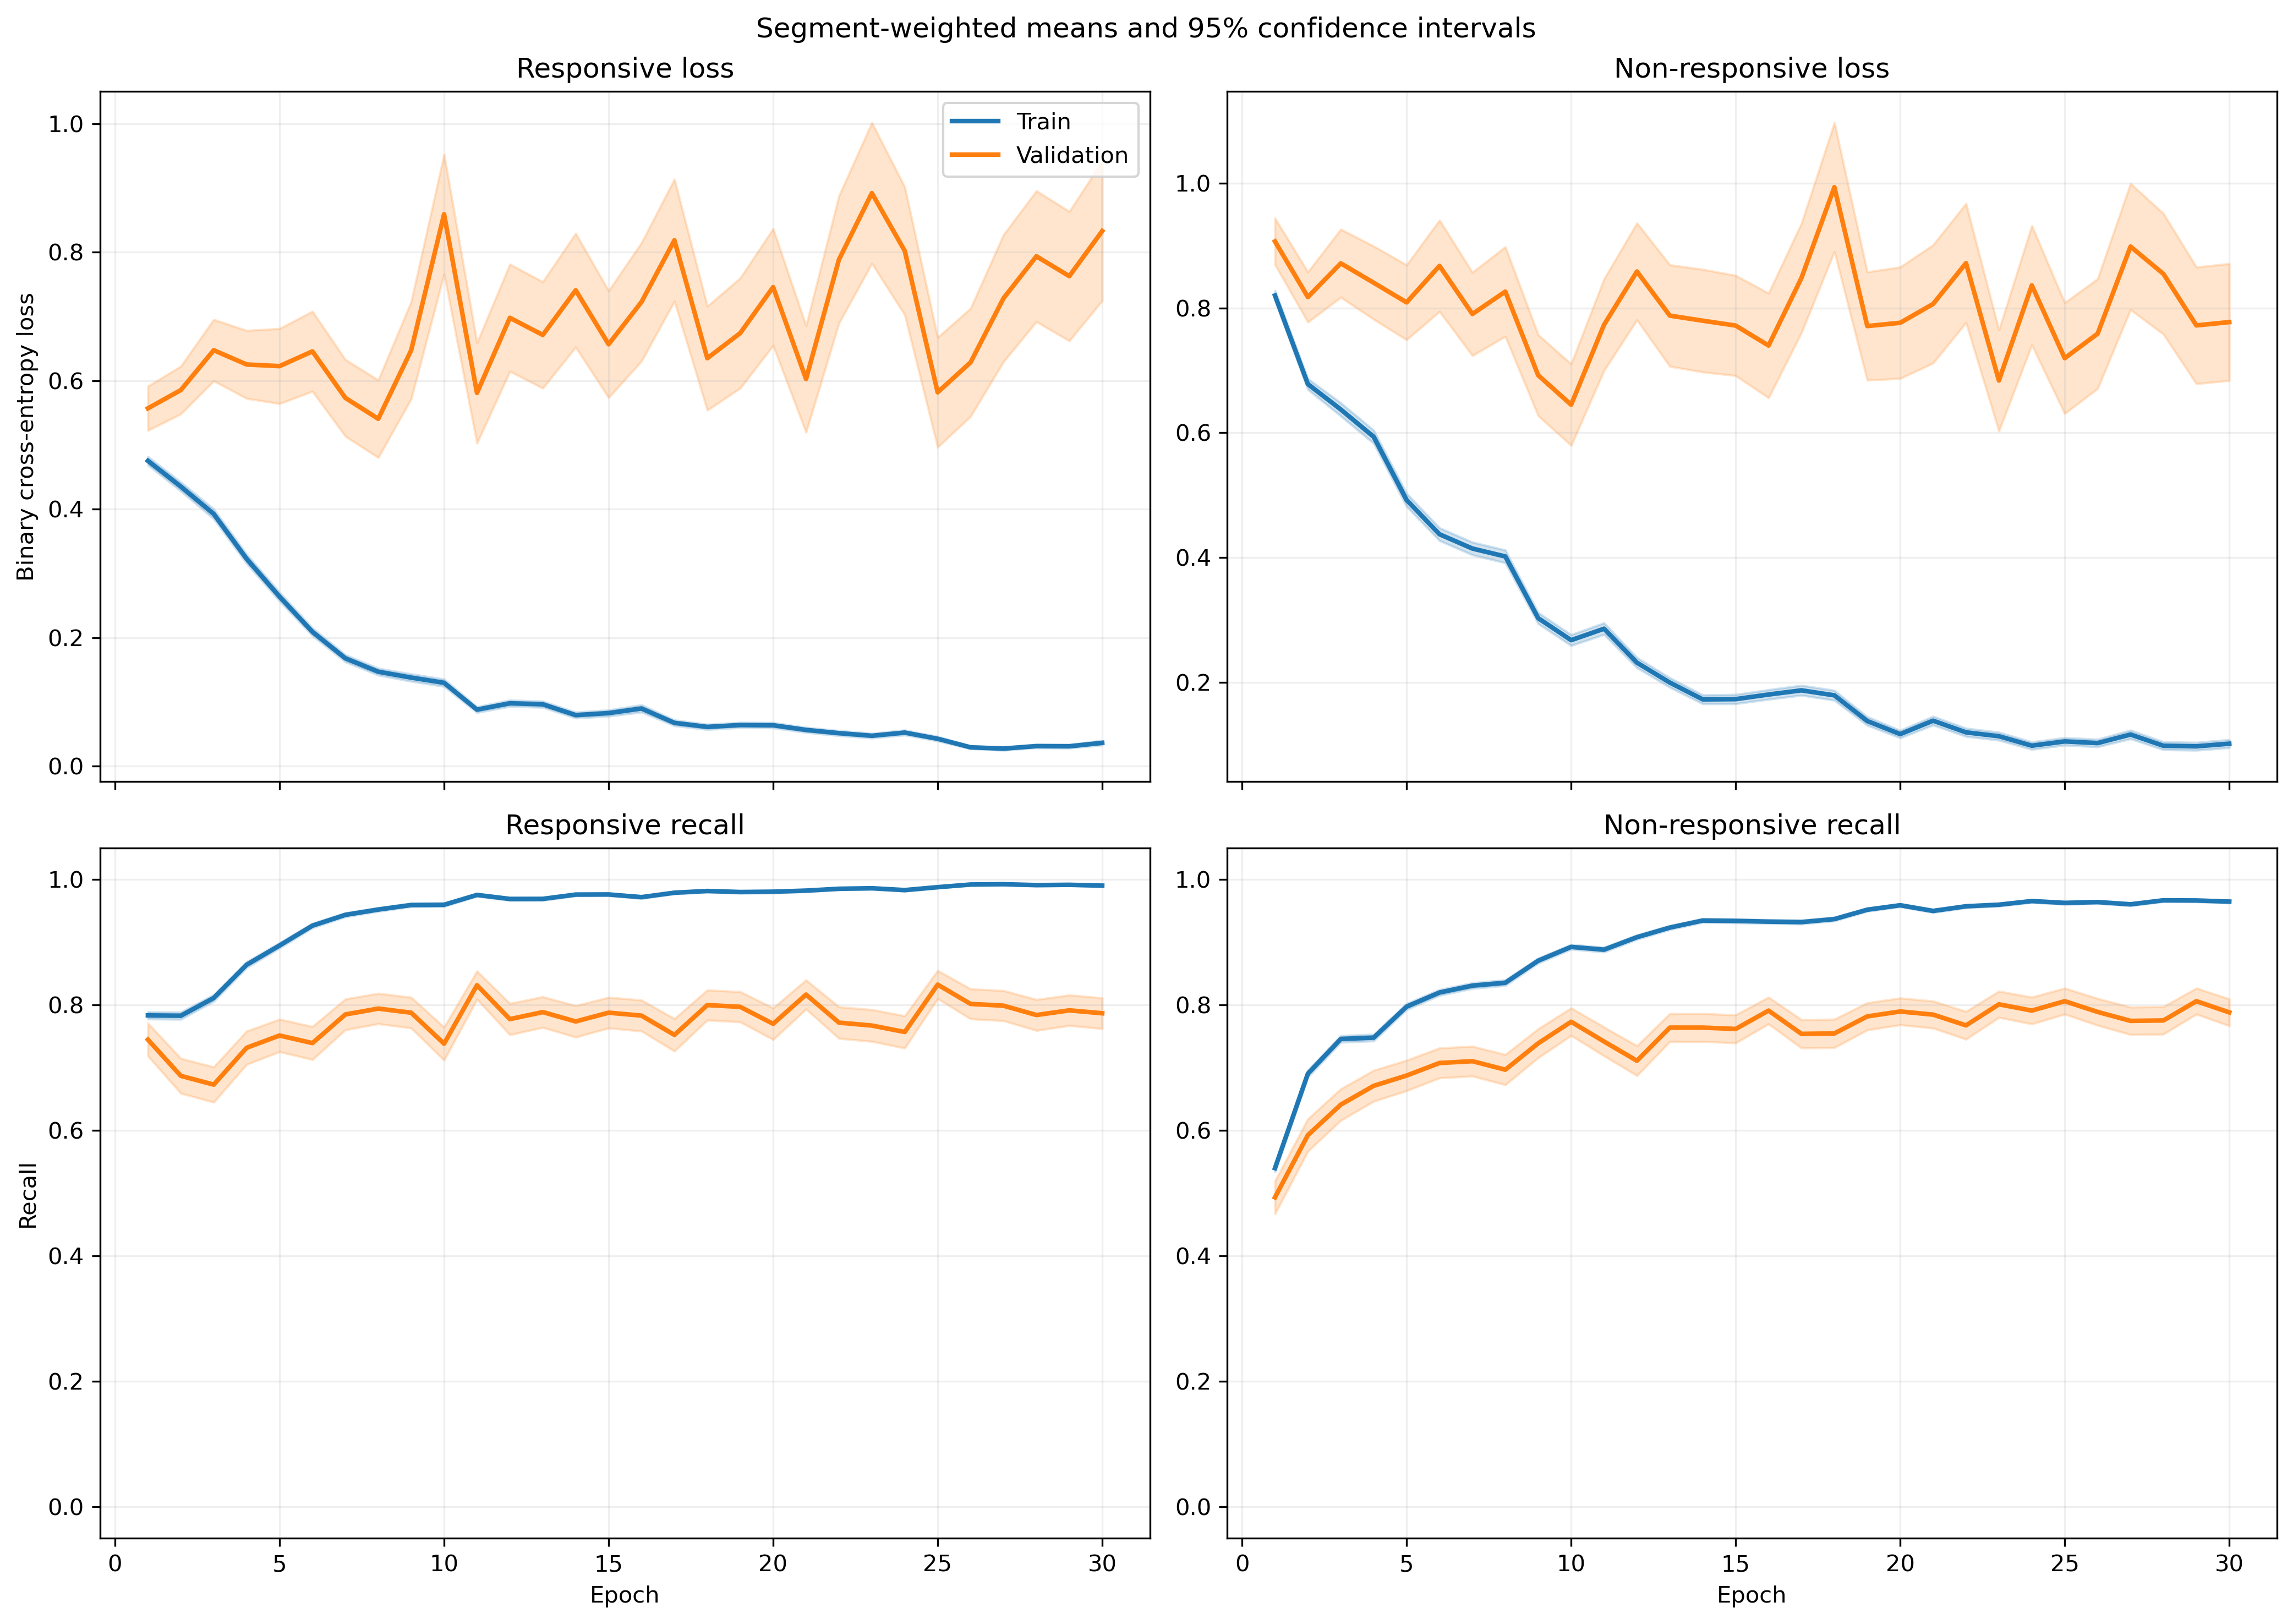 Segment-weighted means and 95% confidence intervals
Responsive loss
Non-responsive loss
Train
Validation
Binary cross-entropy loss
1.0
0.8
0.6
0.4
0.2
0.0
1.0
0.8
0.6
0.4
0.2
Responsive recall
Non-responsive recall
Recall
1.0
0.8
0.6
0.4
0.2
0.0
0 5 10 15 20 25 30
Epoch
1.0
0.8
0.6
0.4
0.2
0.0
0 5 10 15 20 25 30
Epoch